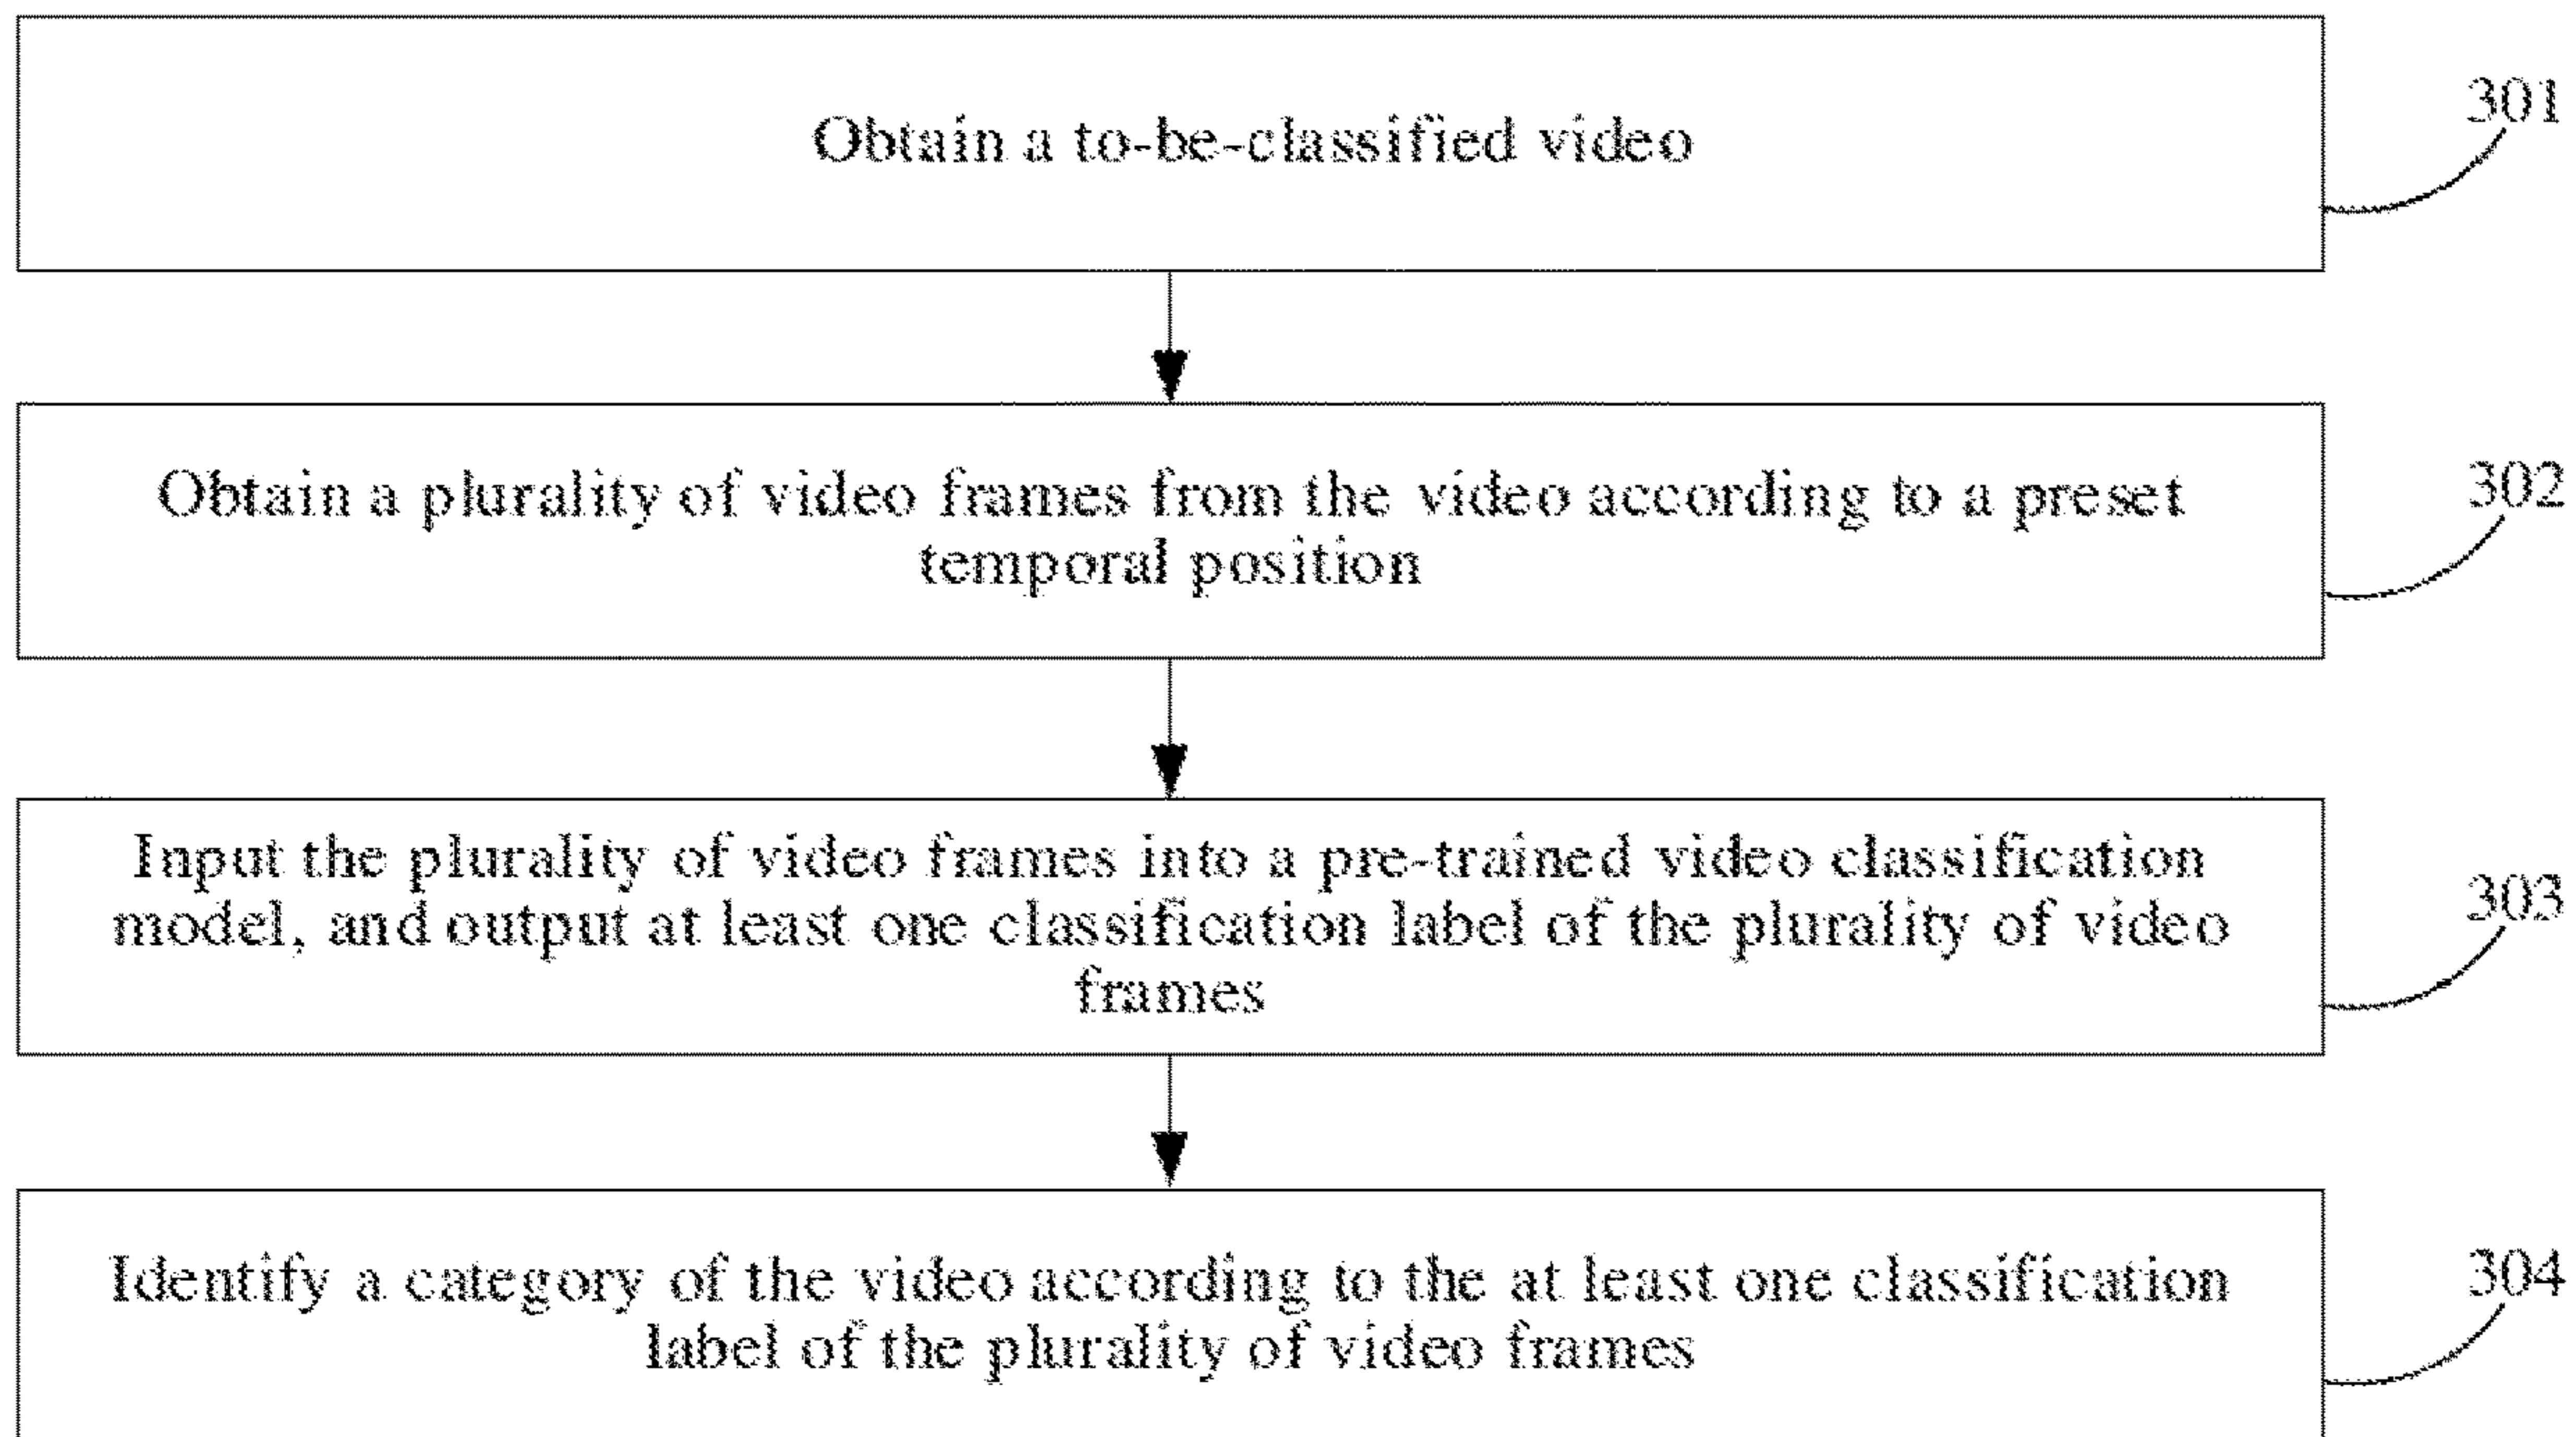 Obtain a to-be-classified video
301
Obtain a plurality of video frames from the video according to a preset
temporal position
302
Input the plurality of video frames into a pre-trained video classification
model, and output at least one classification label of the plurality of video
frames
303
Identify a category of the video according to the at least one classification
label of the plurality of video frames
304